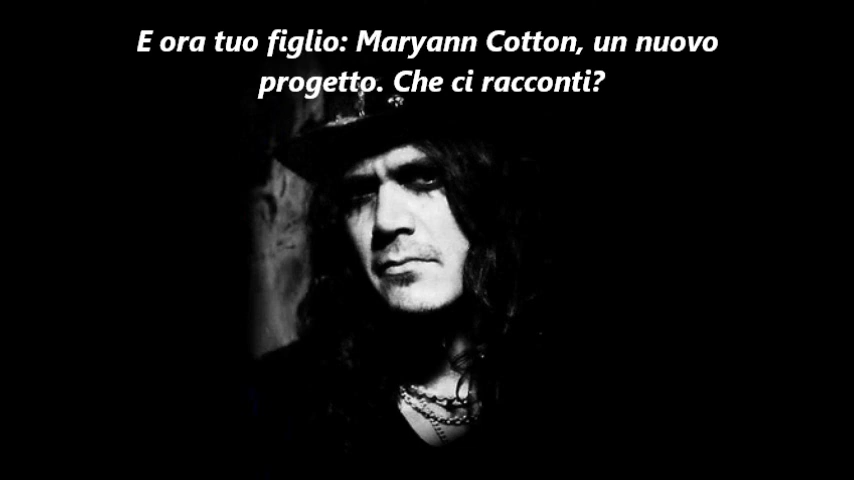 E ora tuo figlio: Maryann Cotton, un nuovo
progetto. Che ci racconti?